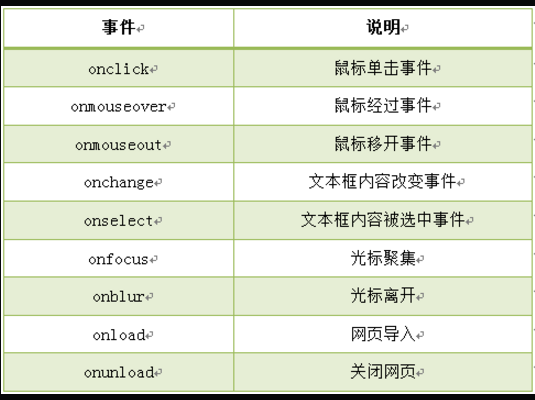 事件 说明
onclick 鼠标单击事件
onmouseover 鼠标经过事件
onmouseout 鼠标移开事件
onchange 文本框内容改变事件
onselect 文本框内容被选中事件
onfocus 光标聚集
onblur 光标离开
onload 网页导入
onunload 关闭网页